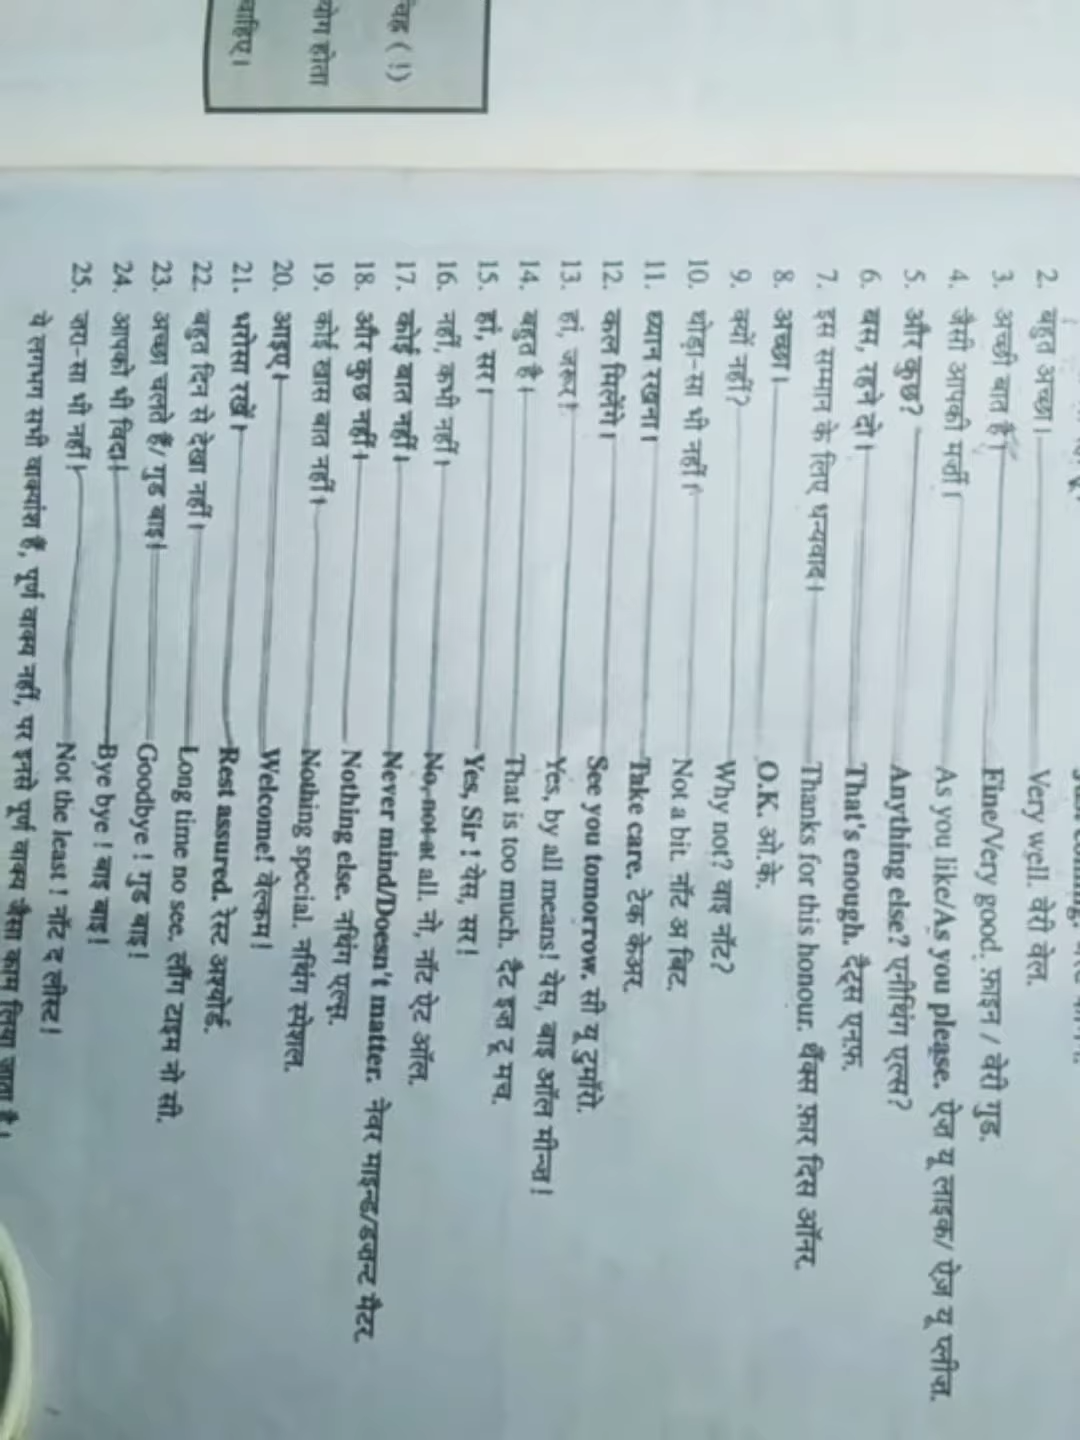 चिह्न (!)
योग होता
चाहिए।
2. बहुत अच्छा। Very well. वेरी वेल.
3. अच्छी बात है। Fine/Very good. फ़ाइन / वेरी गुड.
4. जैसी आपकी मर्ज़ी। As you like/As you please. ऐज़ यू लाइक/ ऐज़ यू प्लीज़.
5. और कुछ? Anything else? एनीथिंग एल्स?
6. बस, रहने दो। That's enough. दैट्स एनफ़.
7. इस सम्मान के लिए धन्यवाद। Thanks for this honour. थैंक्स फ़ार दिस ऑनर.
8. अच्छा। O.K. ओ.के.
9. क्यों नहीं? Why not? वाइ नॉट?
10. थोड़ा-सा भी नहीं। Not a bit. नॉट अ बिट.
11. ध्यान रखना। Take care. टेक केअर.
12. कल मिलेंगे। See you tomorrow. सी यू टुमॉरो.
13. हां, जरूर। Yes, by all means! येस, बाइ ऑल मीन्ज़!
14. बहुत है। That is too much. दैट इज़ टू मच.
15. हां, सर। Yes, Sir ! येस, सर!
16. नहीं, कभी नहीं। No, not at all. नो, नॉट ऐट ऑल.
17. कोई बात नहीं। Never mind/Doesn't matter. नेवर माइन्ड/डज़न्ट मैटर.
18. और कुछ नहीं। Nothing else. नथिंग एल्स.
19. कोई खास बात नहीं। Nothing special. नथिंग स्पेशल.
20. आइए। Welcome! वेल्कम!
21. भरोसा रखें। Rest assured. रेस्ट अश्योर्ड.
22. बहुत दिन से देखा नहीं। Long time no see. लौंग टाइम नो सी.
23. अच्छा चलते हैं/ गुड बाइ। Goodbye ! गुड बाइ!
24. आपको भी विदा। Bye bye ! बाइ बाइ!
25. ज़रा-सा भी नहीं। Not the least ! नॉट द लीस्ट!
ये लगभग सभी वाक्यांश हैं, पूर्ण वाक्य नहीं, पर इनसे पूर्ण वाक्य जैसा काम लिया जाता है।